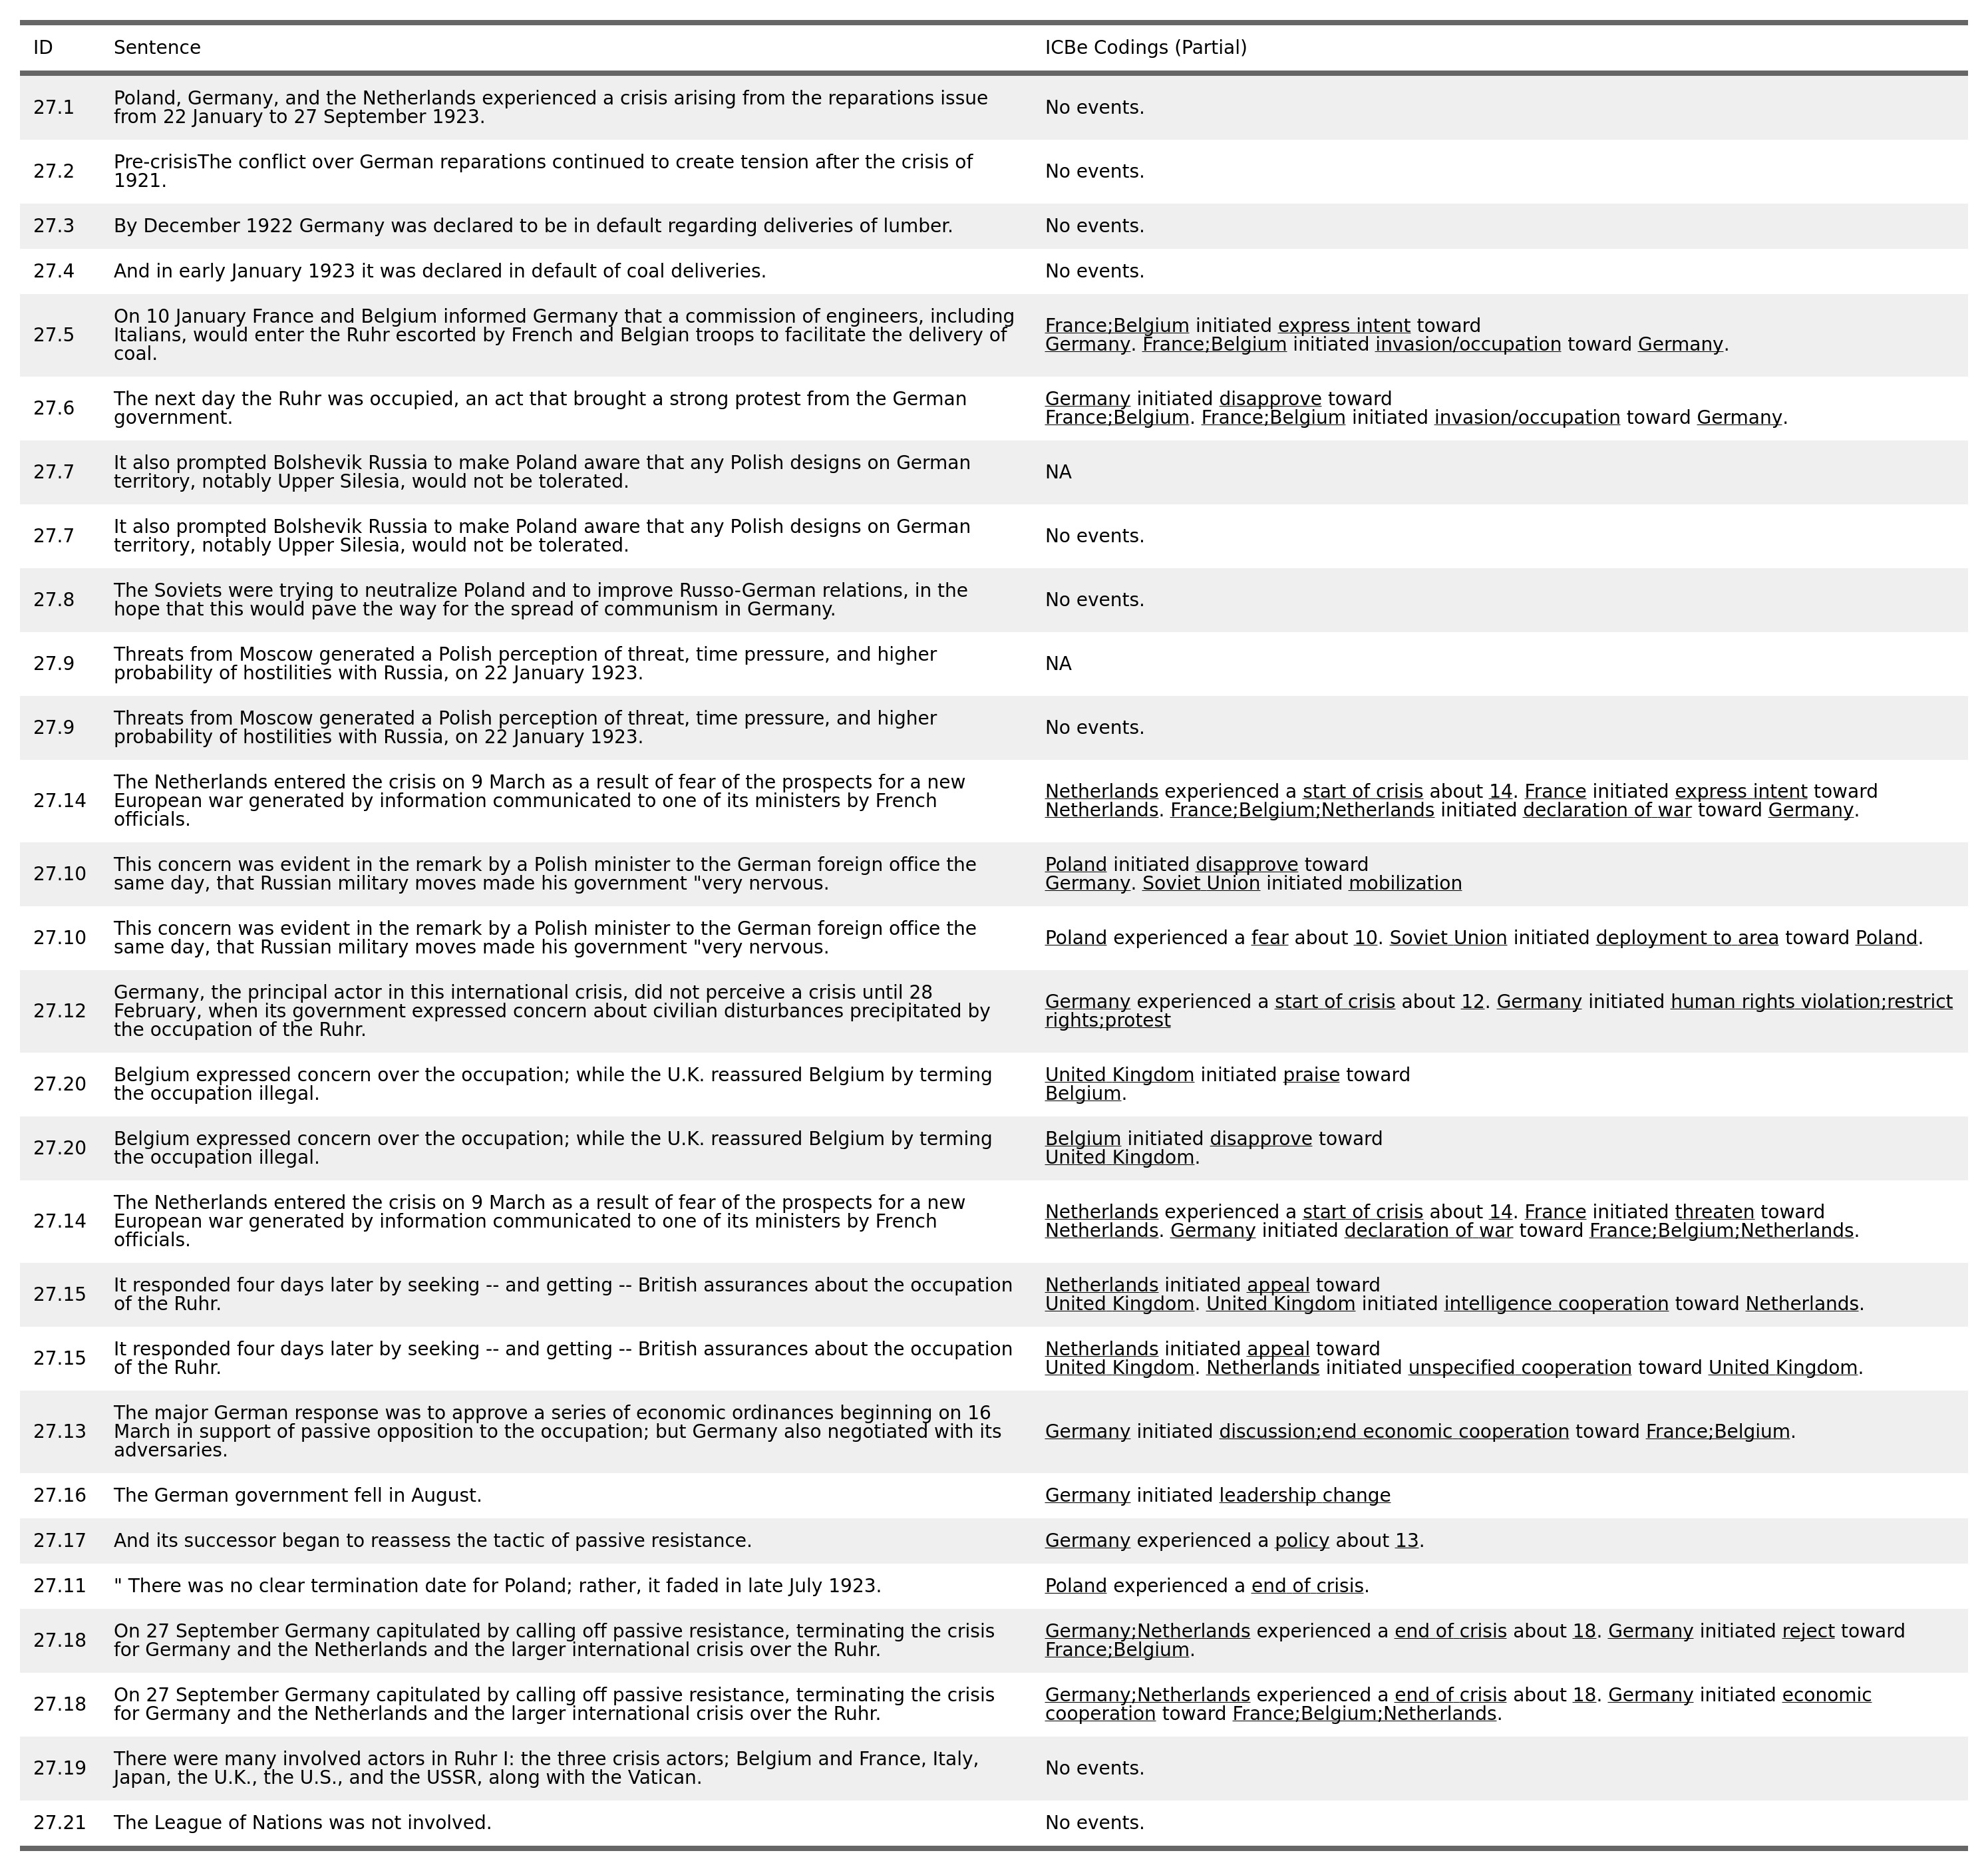 ID Sentence ICBe Codings (Partial)
27.1 Poland, Germany, and the Netherlands experienced a crisis arising from the reparations issue
from 22 January to 27 September 1923. No events.
27.2 Pre-crisisThe conflict over German reparations continued to create tension after the crisis of
1921. No events.
27.3 By December 1922 Germany was declared to be in default regarding deliveries of lumber. No events.
27.4 And in early January 1923 it was declared in default of coal deliveries. No events.
27.5 On 10 January France and Belgium informed Germany that a commission of engineers, including
Italians, would enter the Ruhr escorted by French and Belgian troops to facilitate the delivery of
coal.
France;Belgium initiated express intent toward
Germany. France;Belgium initiated invasion/occupation toward Germany.
27.6 The next day the Ruhr was occupied, an act that brought a strong protest from the German
government.
Germany initiated disapprove toward
France;Belgium. France;Belgium initiated invasion/occupation toward Germany.
27.7 It also prompted Bolshevik Russia to make Poland aware that any Polish designs on German
territory, notably Upper Silesia, would not be tolerated. NA
27.7 It also prompted Bolshevik Russia to make Poland aware that any Polish designs on German
territory, notably Upper Silesia, would not be tolerated. No events.
27.8 The Soviets were trying to neutralize Poland and to improve Russo-German relations, in the
hope that this would pave the way for the spread of communism in Germany. No events.
27.9 Threats from Moscow generated a Polish perception of threat, time pressure, and higher
probability of hostilities with Russia, on 22 January 1923. NA
27.9 Threats from Moscow generated a Polish perception of threat, time pressure, and higher
probability of hostilities with Russia, on 22 January 1923. No events.
27.14 The Netherlands entered the crisis on 9 March as a result of fear of the prospects for a new
European war generated by information communicated to one of its ministers by French
officials.
Netherlands experienced a start of crisis about 14. France initiated express intent toward
Netherlands. France;Belgium;Netherlands initiated declaration of war toward Germany.
27.10 This concern was evident in the remark by a Polish minister to the German foreign office the
same day, that Russian military moves made his government "very nervous.
Poland initiated disapprove toward
Germany. Soviet Union initiated mobilization
27.10 This concern was evident in the remark by a Polish minister to the German foreign office the
same day, that Russian military moves made his government "very nervous.
Poland experienced a fear about 10. Soviet Union initiated deployment to area toward Poland.
27.12 Germany, the principal actor in this international crisis, did not perceive a crisis until 28
February, when its government expressed concern about civilian disturbances precipitated by
the occupation of the Ruhr.
Germany experienced a start of crisis about 12. Germany initiated human rights violation;restrict
rights;protest
27.20 Belgium expressed concern over the occupation; while the U.K. reassured Belgium by terming
the occupation illegal.
United Kingdom initiated praise toward
Belgium.
27.20 Belgium expressed concern over the occupation; while the U.K. reassured Belgium by terming
the occupation illegal.
Belgium initiated disapprove toward
United Kingdom.
27.14 The Netherlands entered the crisis on 9 March as a result of fear of the prospects for a new
European war generated by information communicated to one of its ministers by French
officials.
Netherlands experienced a start of crisis about 14. France initiated threaten toward
Netherlands. Germany initiated declaration of war toward France;Belgium;Netherlands.
27.15 It responded four days later by seeking -- and getting -- British assurances about the occupation
of the Ruhr.
Netherlands initiated appeal toward
United Kingdom. United Kingdom initiated intelligence cooperation toward Netherlands.
27.15 It responded four days later by seeking -- and getting -- British assurances about the occupation
of the Ruhr.
Netherlands initiated appeal toward
United Kingdom. Netherlands initiated unspecified cooperation toward United Kingdom.
27.13 The major German response was to approve a series of economic ordinances beginning on 16
March in support of passive opposition to the occupation; but Germany also negotiated with its
adversaries.
Germany initiated discussion;end economic cooperation toward France;Belgium.
27.16 The German government fell in August. Germany initiated leadership change
27.17 And its successor began to reassess the tactic of passive resistance. Germany experienced a policy about 13.
27.11 " There was no clear termination date for Poland; rather, it faded in late July 1923. Poland experienced a end of crisis.
27.18 On 27 September Germany capitulated by calling off passive resistance, terminating the crisis
for Germany and the Netherlands and the larger international crisis over the Ruhr.
Germany;Netherlands experienced a end of crisis about 18. Germany initiated reject toward
France;Belgium.
27.18 On 27 September Germany capitulated by calling off passive resistance, terminating the crisis
for Germany and the Netherlands and the larger international crisis over the Ruhr.
Germany;Netherlands experienced a end of crisis about 18. Germany initiated economic
cooperation toward France;Belgium;Netherlands.
27.19 There were many involved actors in Ruhr I: the three crisis actors; Belgium and France, Italy,
Japan, the U.K., the U.S., and the USSR, along with the Vatican. No events.
27.21 The League of Nations was not involved. No events.